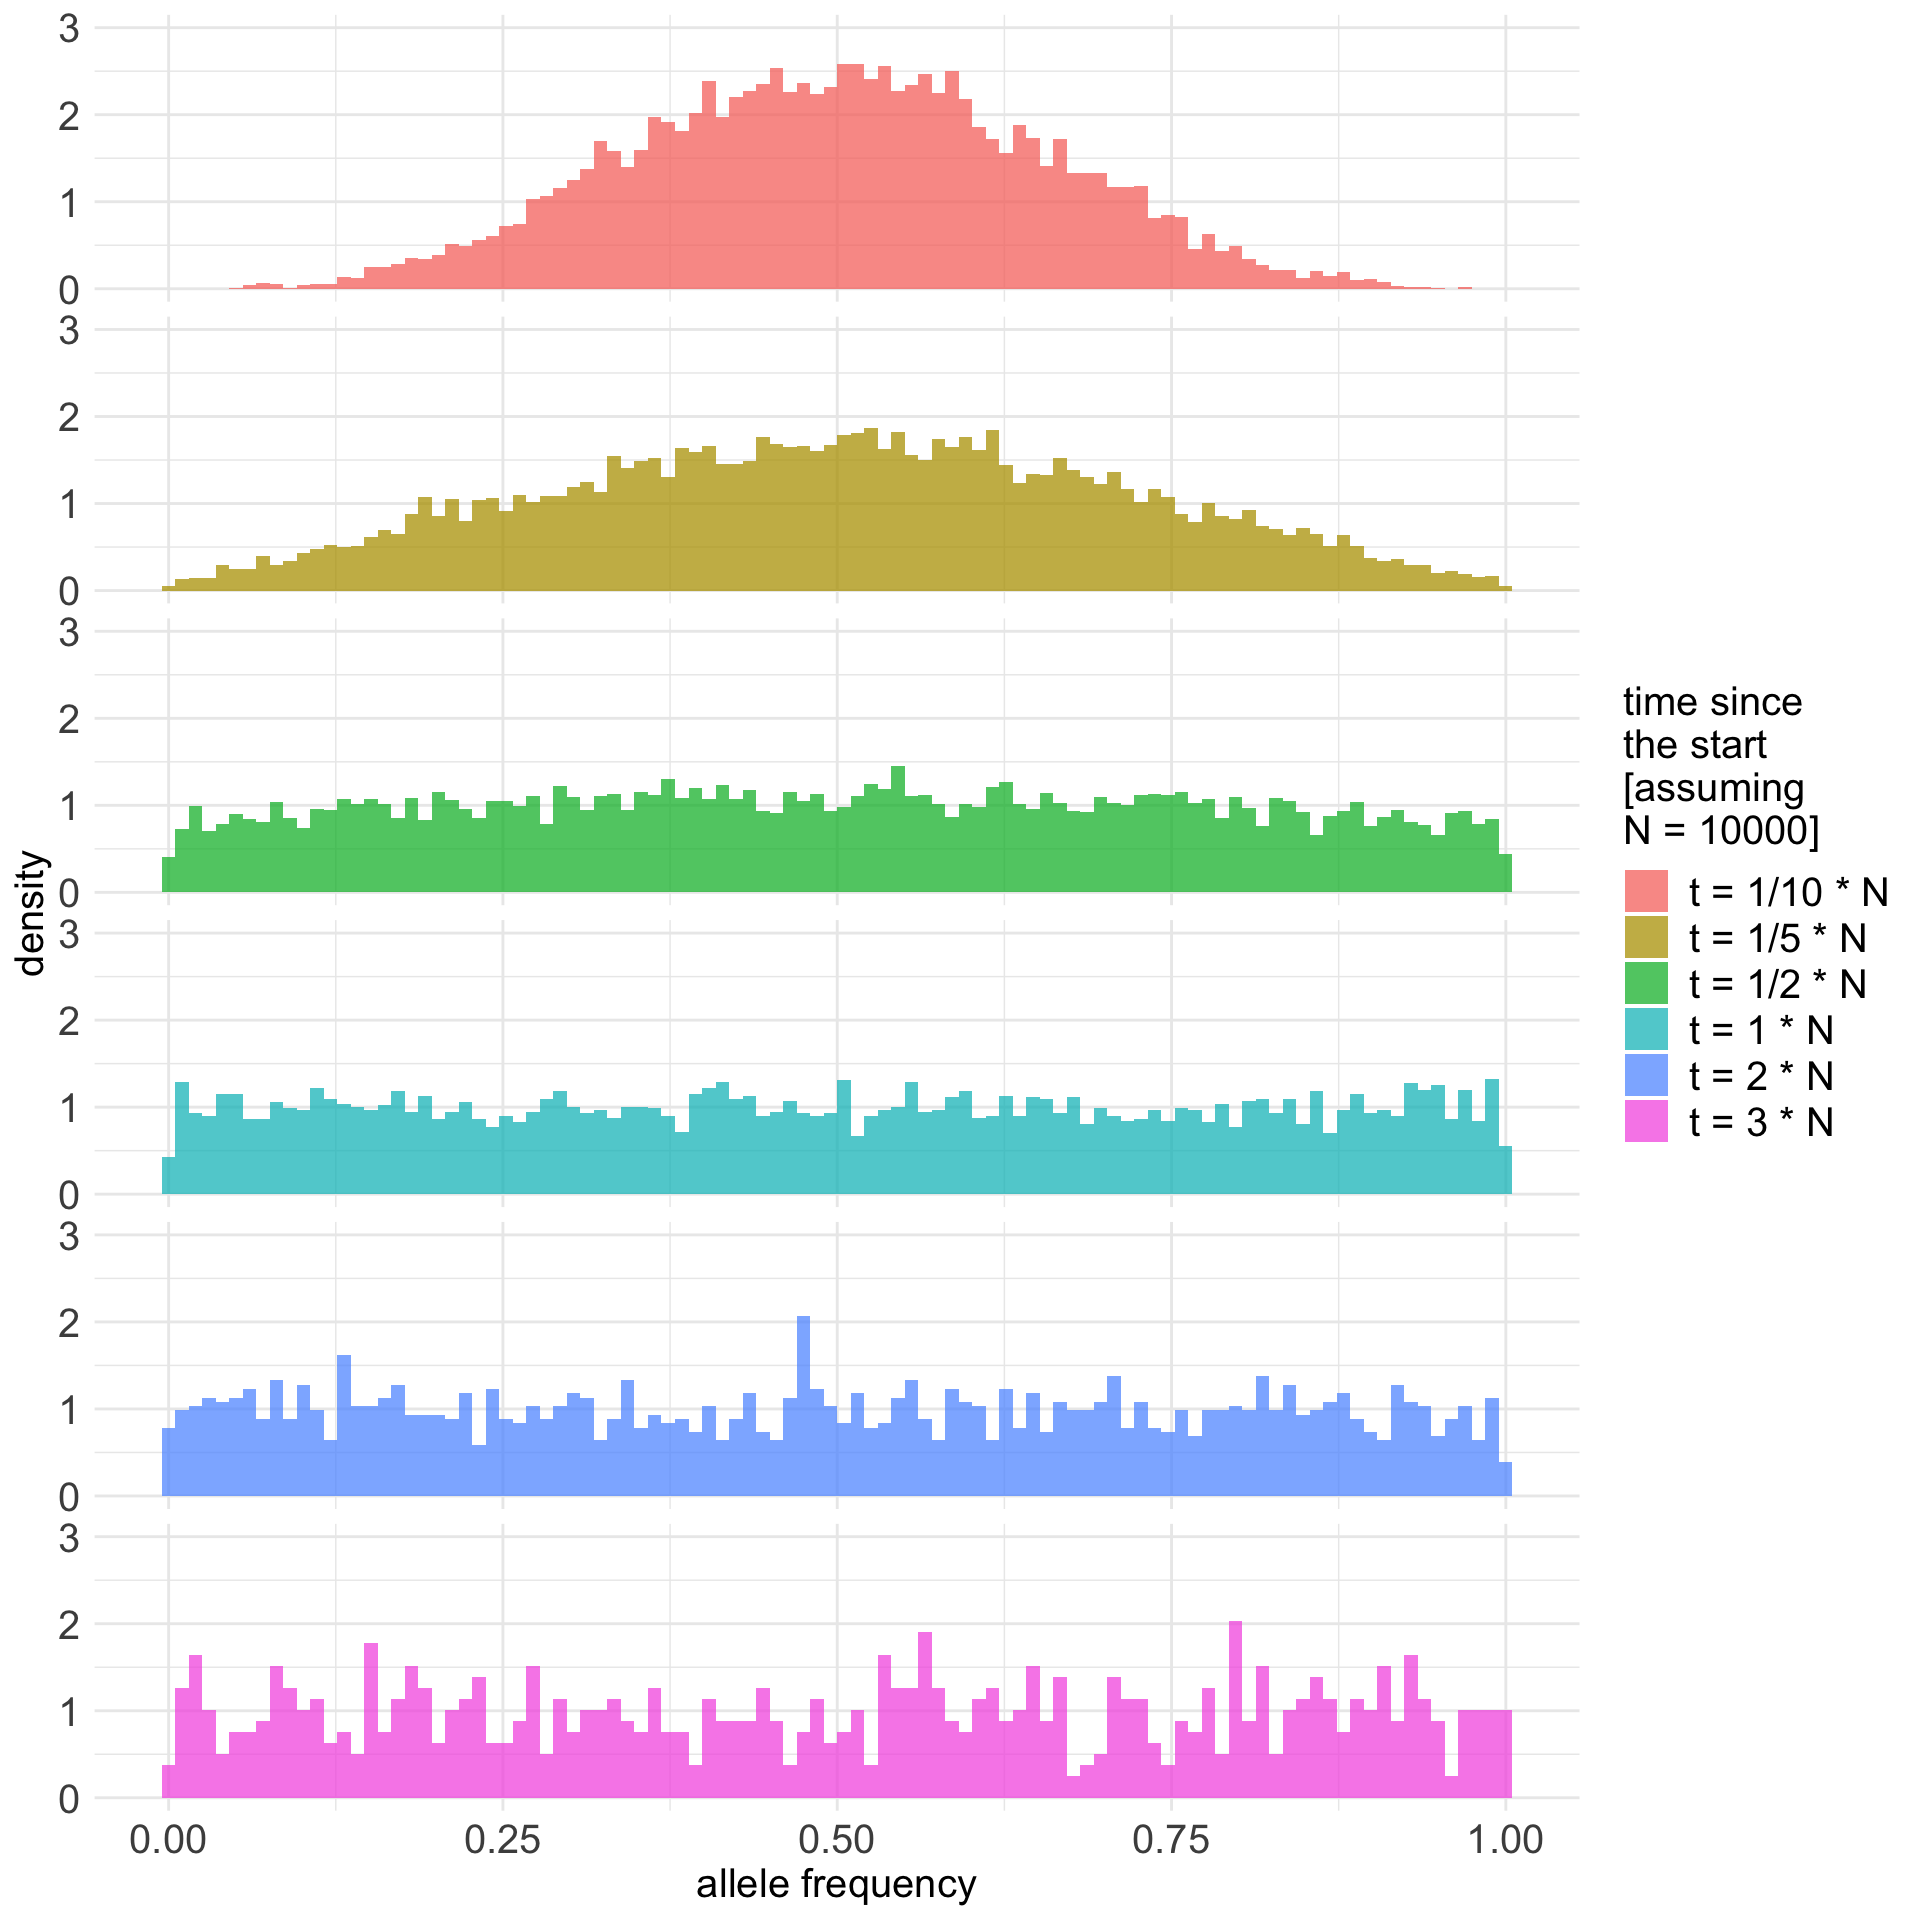 3
2
1
0
3
2
1
0
3
2
1
0
3
2
1
0
3
2
1
0
3
2
1
0
density
0.00 0.25 0.50 0.75 1.00
allele frequency
time since
the start
[assuming
N = 10000]
t = 1/10 * N
t = 1/5 * N
t = 1/2 * N
t = 1 * N
t = 2 * N
t = 3 * N